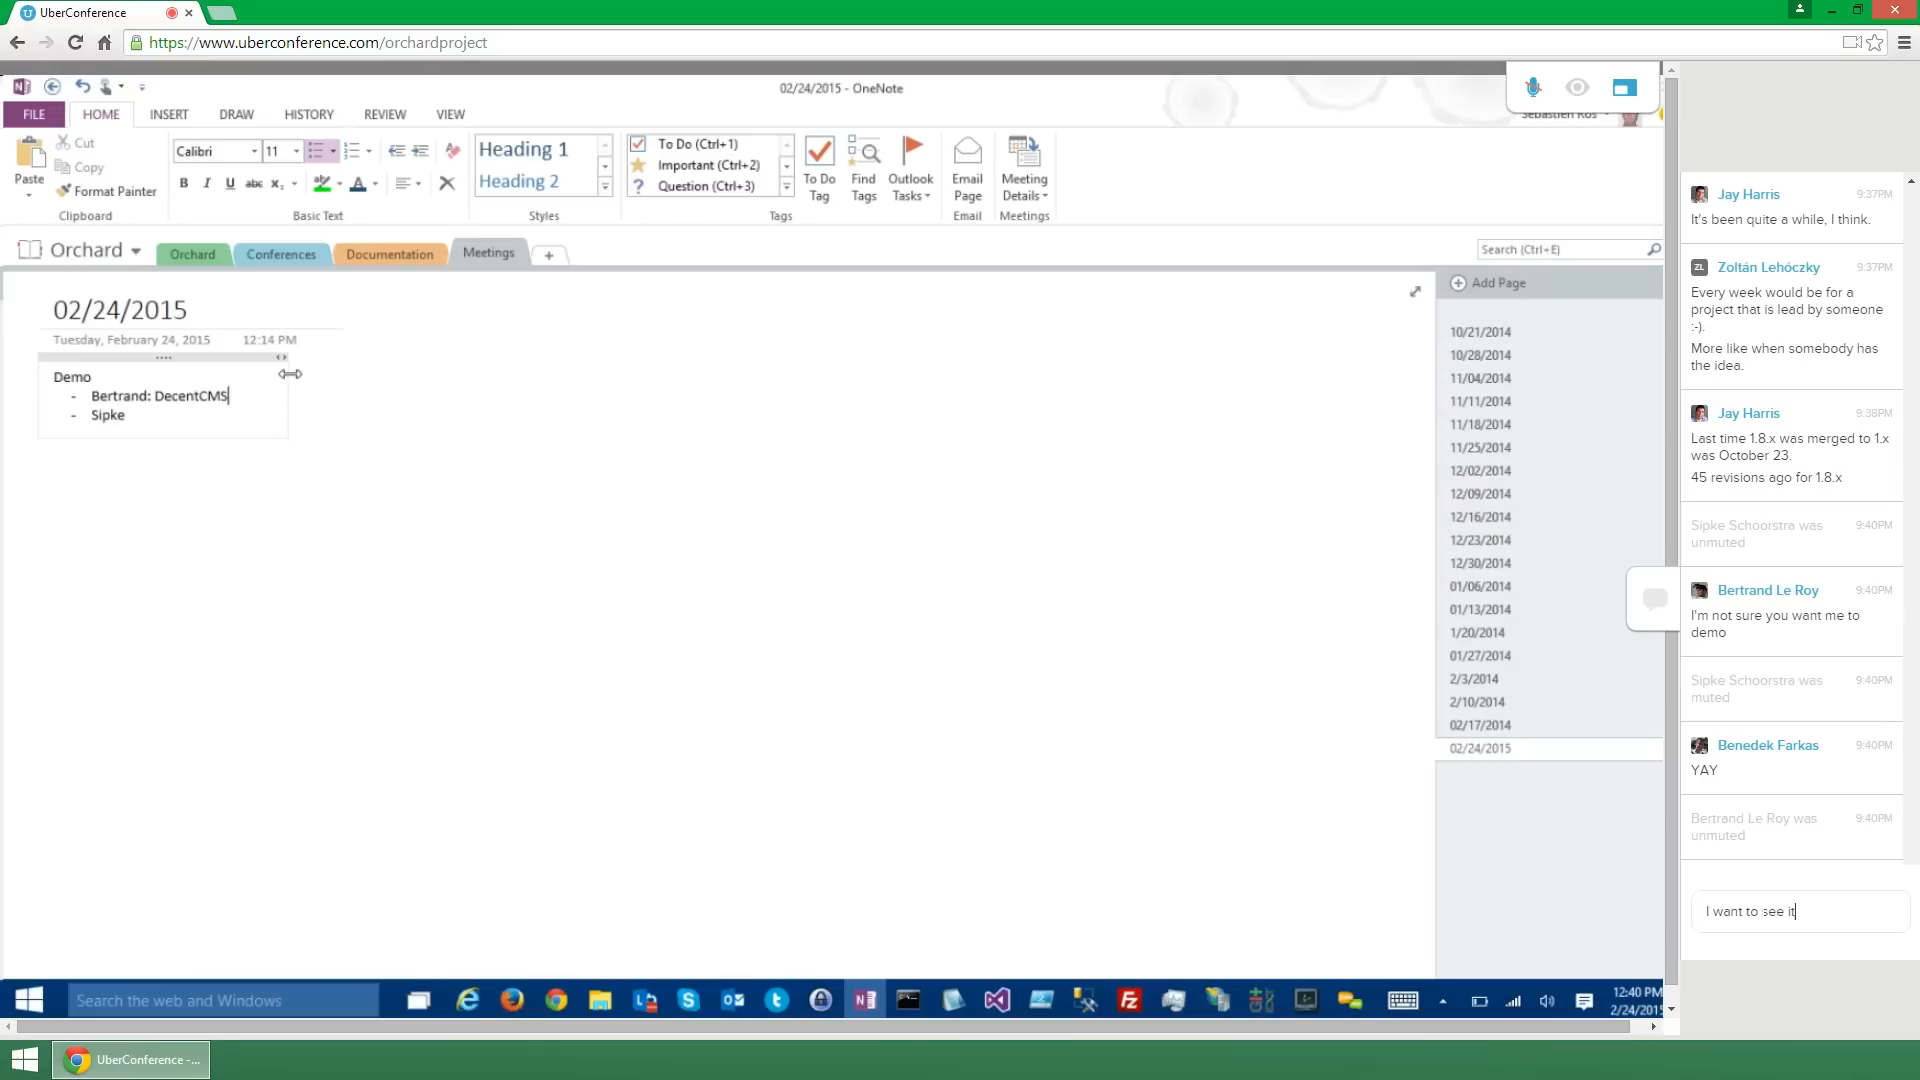 UberConference
https://www.uberconference.com/orchardproject
02/24/2015 - OneNote
FILE HOME INSERT DRAW HISTORY REVIEW VIEW
Sebastien Ros
Paste
Cut
Copy
Format Painter
Clipboard
Calibri 11
B I U abc X₂ A
Basic Text
Heading 1
Heading 2
Styles
To Do (Ctrl+1)
Important (Ctrl+2)
Question (Ctrl+3)
Tags
To Do Tag
Find Tags
Outlook Tasks
Email Page
Email
Meeting Details
Meetings
Orchard
Orchard Conferences Documentation Meetings +
Search (Ctrl+E)
02/24/2015
Tuesday, February 24, 2015 12:14 PM
Demo
- Bertrand: DecentCMS
- Sipke
Add Page
10/21/2014
10/28/2014
11/04/2014
11/11/2014
11/18/2014
11/25/2014
12/02/2014
12/09/2014
12/16/2014
12/23/2014
12/30/2014
01/06/2014
01/13/2014
1/20/2014
01/27/2014
2/3/2014
2/10/2014
02/17/2014
02/24/2015
Jay Harris 9:37PM
It's been quite a while, I think.
ZL Zoltán Lehóczky 9:37PM
Every week would be for a
project that is lead by someone
:-).
More like when somebody has
the idea.
Jay Harris 9:38PM
Last time 1.8.x was merged to 1.x
was October 23.
45 revisions ago for 1.8.x
Sipke Schoorstra was 9:40PM
unmuted
Bertrand Le Roy 9:40PM
I'm not sure you want me to
demo
Sipke Schoorstra was 9:40PM
muted
Benedek Farkas 9:40PM
YAY
Bertrand Le Roy was 9:40PM
unmuted
I want to see it
Search the web and Windows
12:40 PM
2/24/2015
UberConference -...